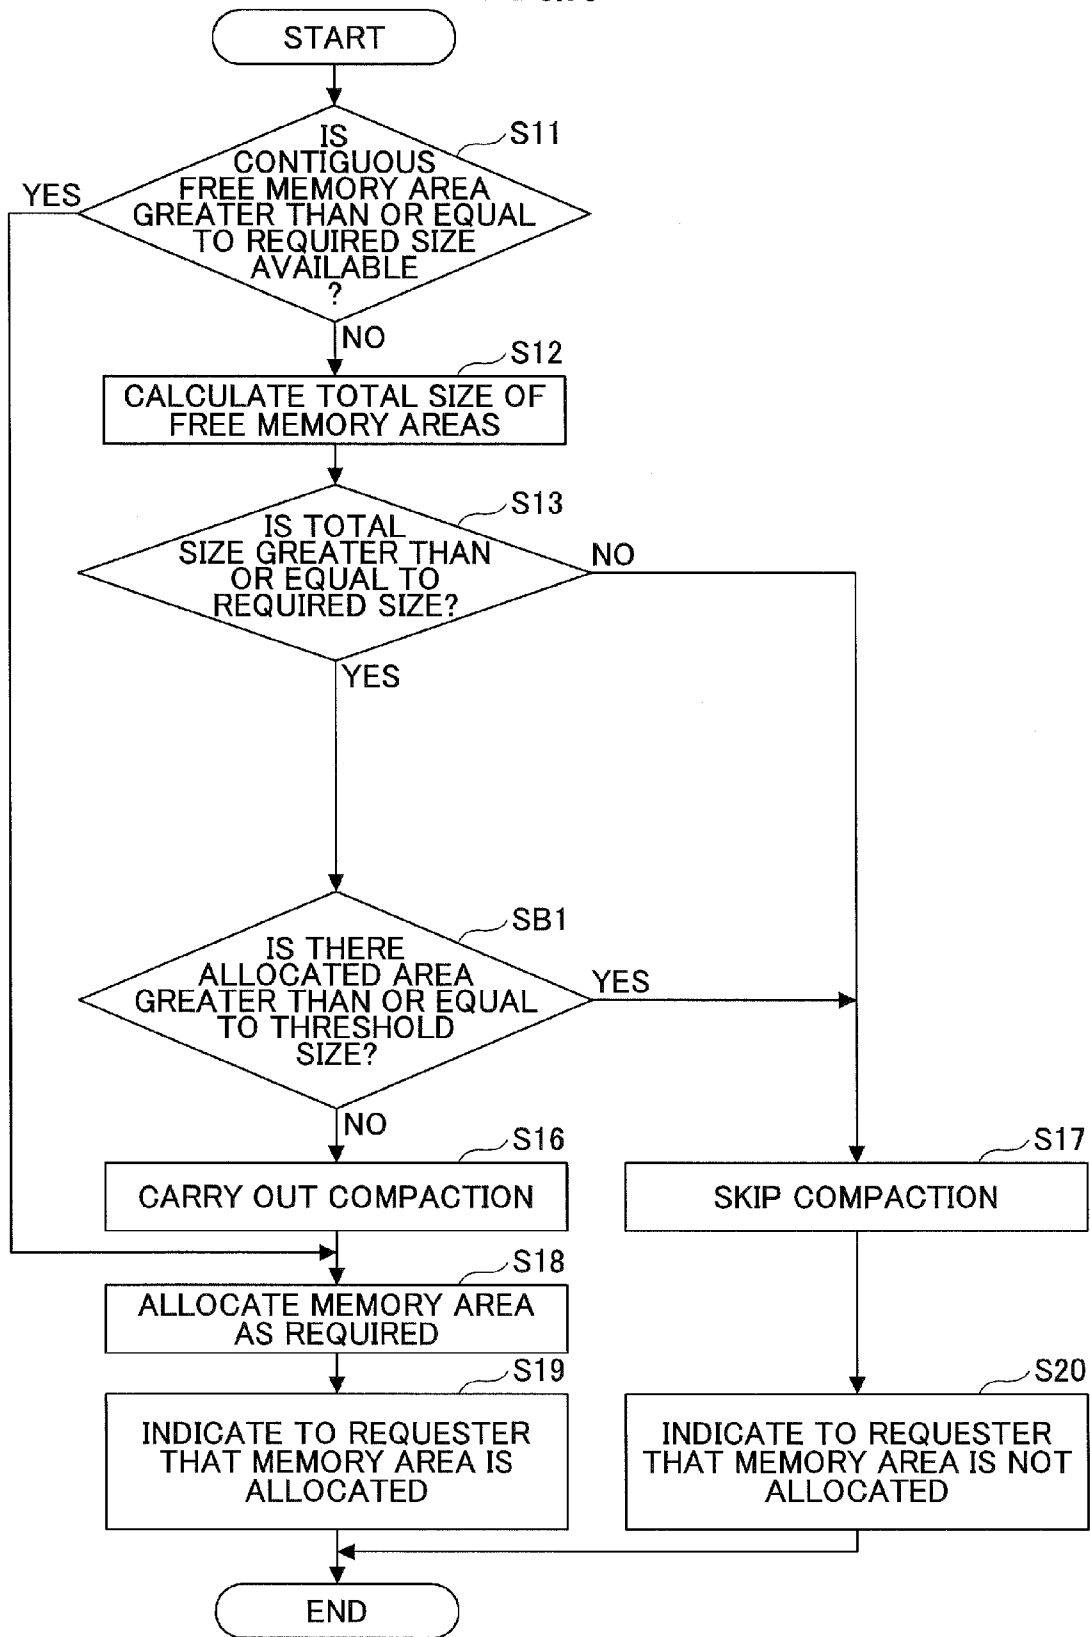 START
IS
CONTIGUOUS
FREE MEMORY AREA
GREATER THAN OR EQUAL
TO REQUIRED SIZE
AVAILABLE
?
S11
YES
NO
S12
CALCULATE TOTAL SIZE OF
FREE MEMORY AREAS
S13
IS TOTAL
SIZE GREATER THAN
OR EQUAL TO
REQUIRED SIZE?
NO
YES
SB1
IS THERE
ALLOCATED AREA
GREATER THAN OR EQUAL
TO THRESHOLD
SIZE?
YES
NO
S16
CARRY OUT COMPACTION
S17
SKIP COMPACTION
S18
ALLOCATE MEMORY AREA
AS REQUIRED
S19
INDICATE TO REQUESTER
THAT MEMORY AREA IS
ALLOCATED
S20
INDICATE TO REQUESTER
THAT MEMORY AREA IS NOT
ALLOCATED
END